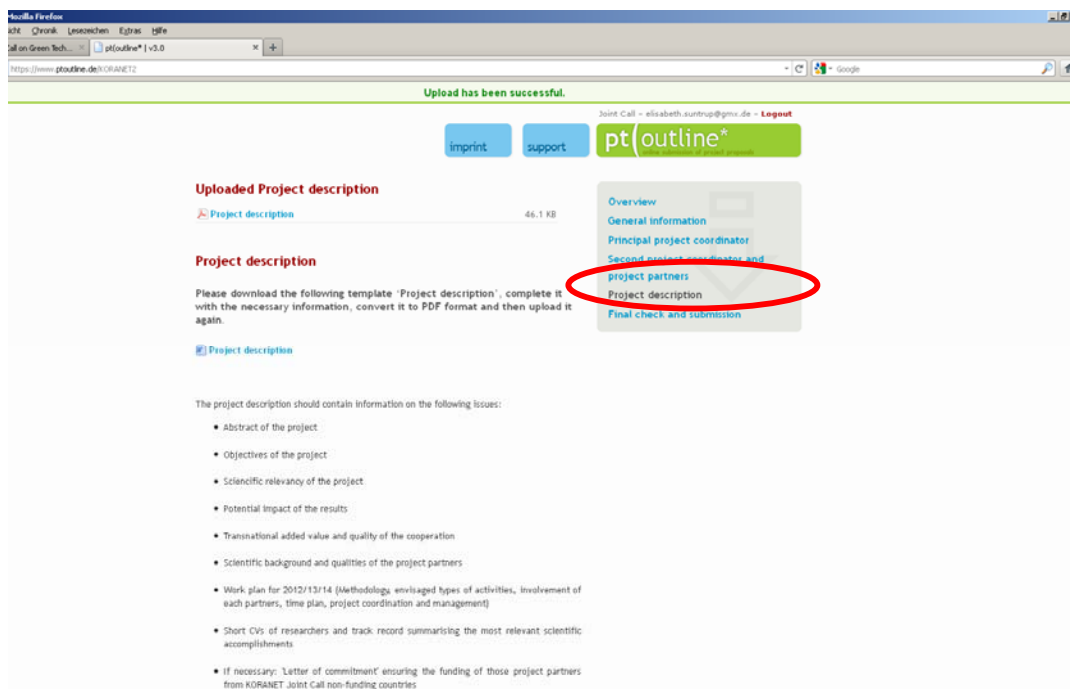 Mozilla Firefox
icht Chronik Lesezeichen Extras Hilfe
Call on Green Tech... × pt(outline* | v3.0 × +
https://www.ptoutline.de/KORANET2 Google
Upload has been successful.
Joint Call - elisabeth.suntrup@gmx.de - Logout
imprint support pt(outline*
online submission of project proposals
Uploaded Project description
Project description 46.1 KB
Project description
Please download the following template 'Project description', complete it
with the necessary information, convert it to PDF format and then upload it
again.
Project description
The project description should contain information on the following issues:
• Abstract of the project
• Objectives of the project
• Sciencific relevancy of the project
• Potential impact of the results
• Transnational added value and quality of the cooperation
• Scientific background and qualities of the project partners
• Work plan for 2012/13/14 (Methodology, envisaged types of activities, involvement of
each partners, time plan, project coordination and management)
• Short CVs of researchers and track record summarising the most relevant scientific
accomplishments
• If necessary: 'Letter of commitment' ensuring the funding of those project partners
from KORANET Joint Call non-funding countries
Overview
General information
Principal project coordinator
Second project coordinator and
project partners
Project description
Final check and submission